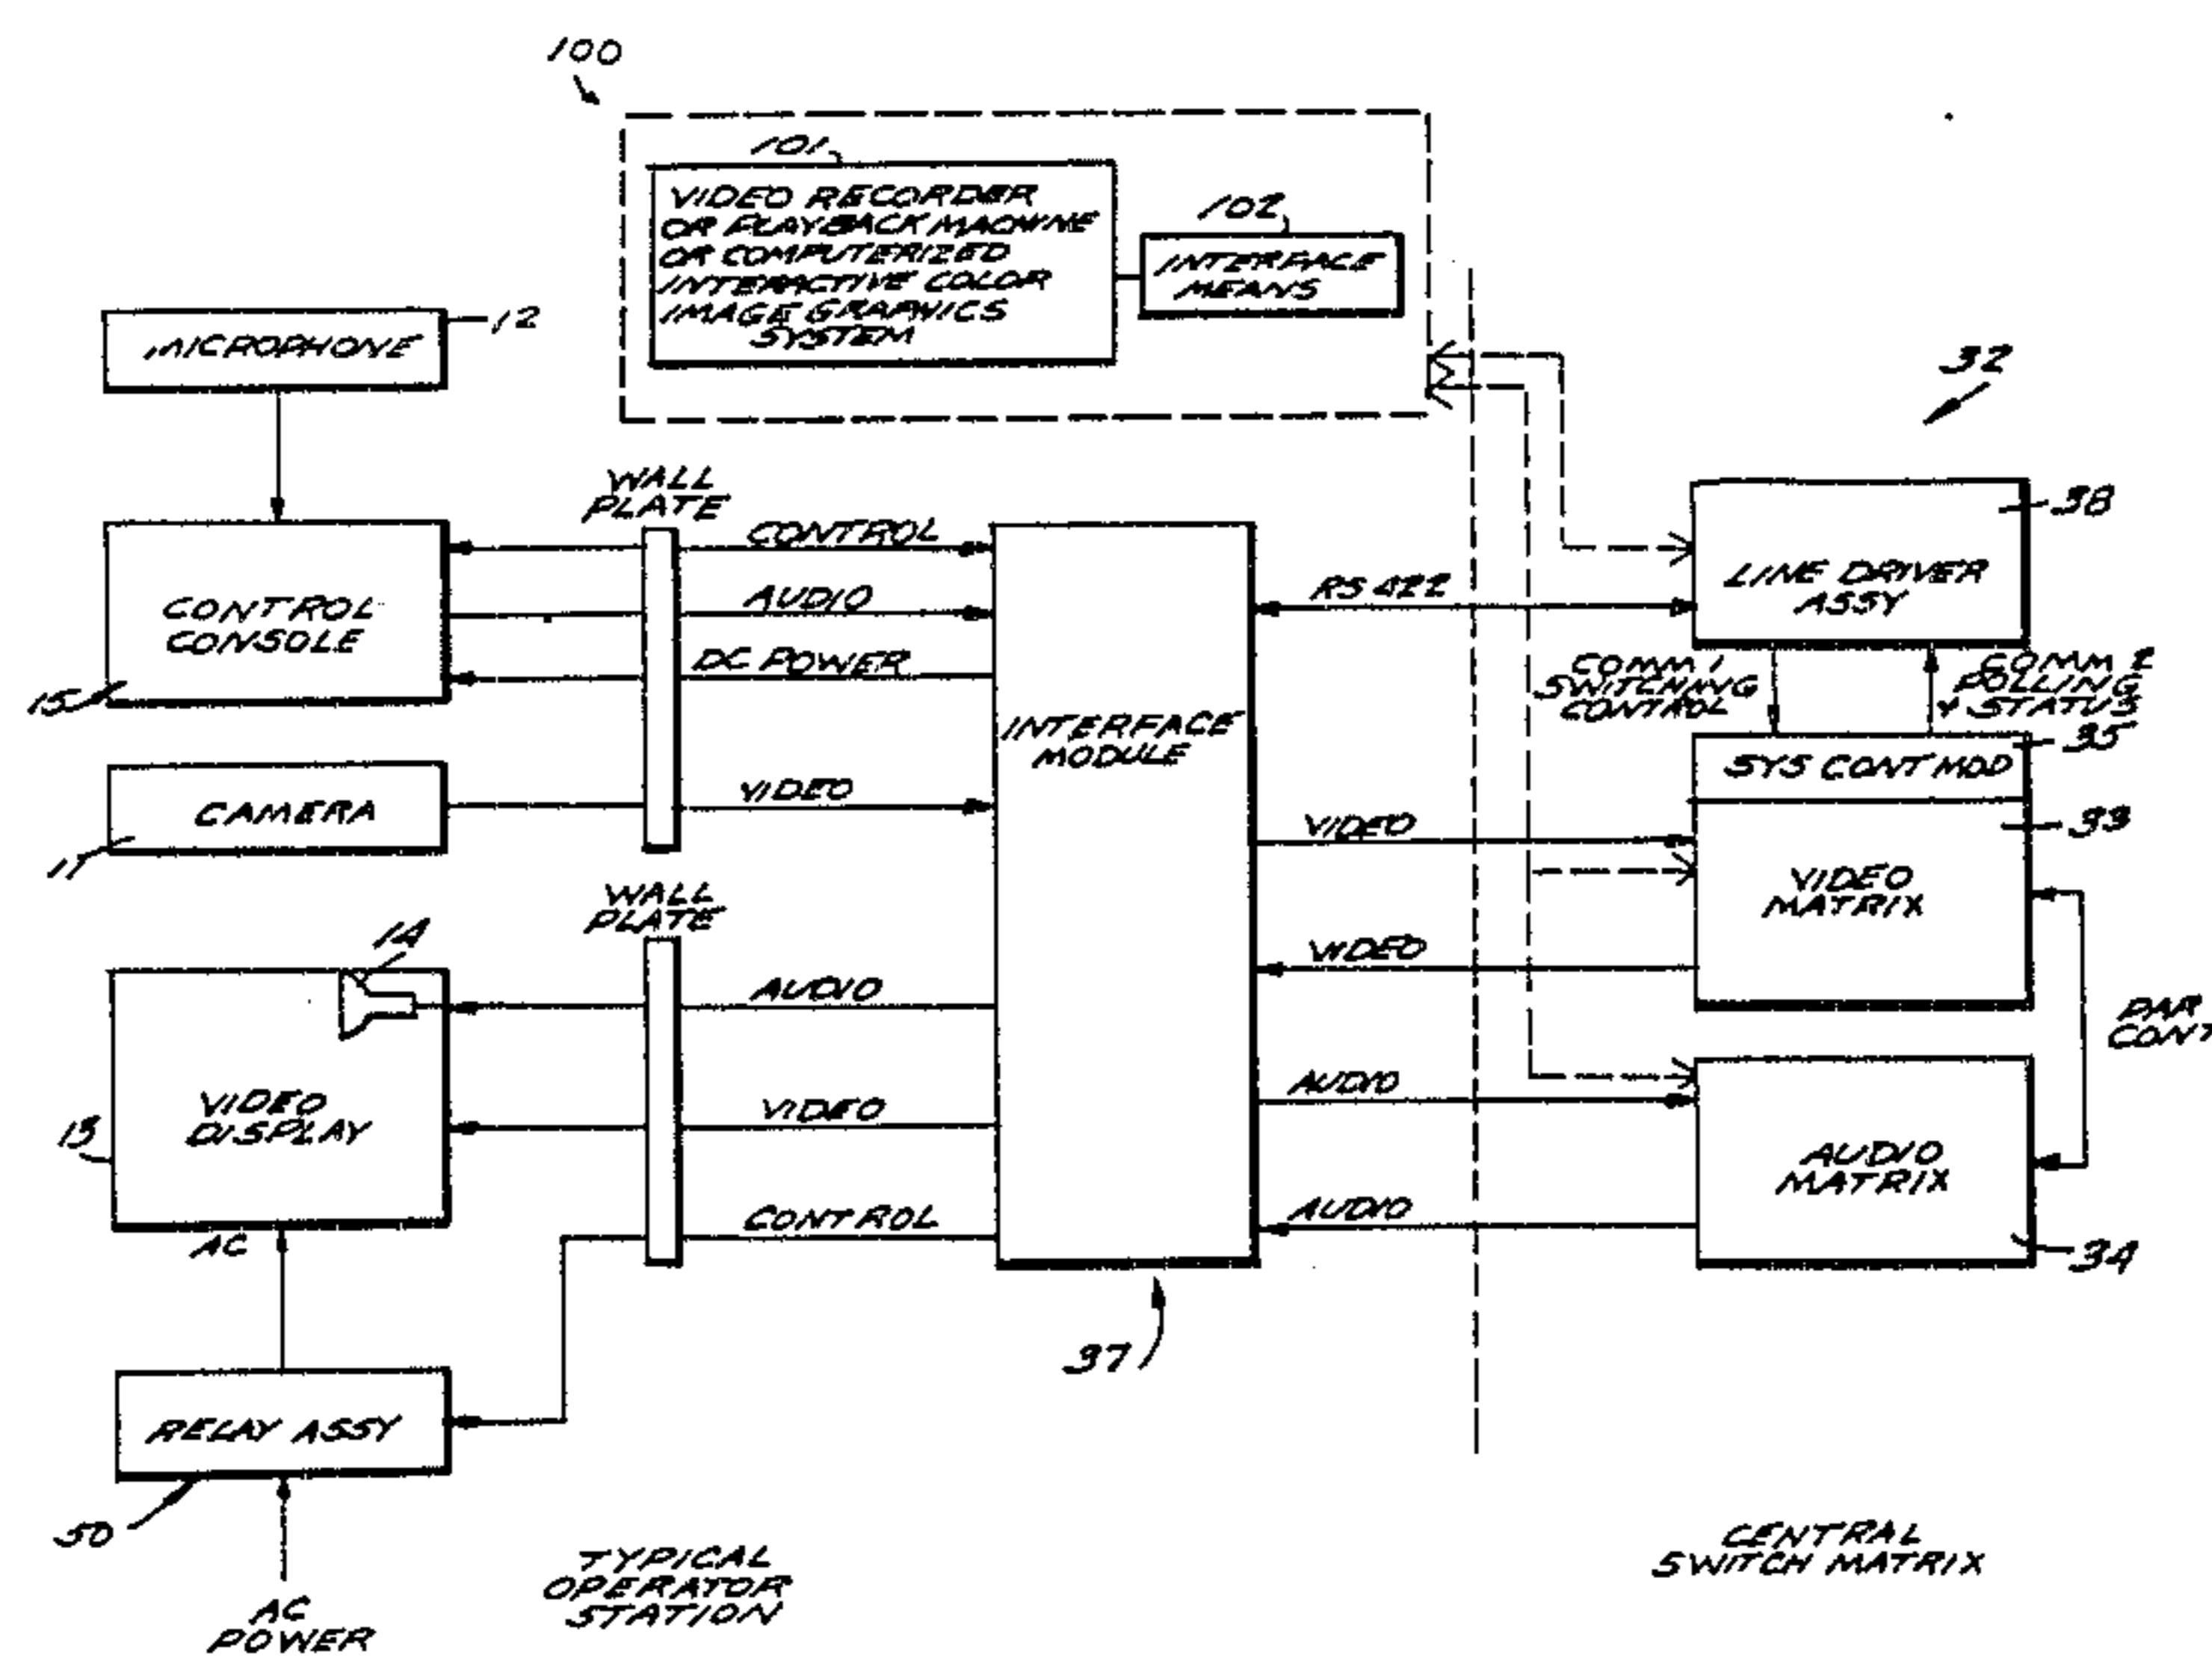 100
101
VIDEO RECORDER
OR PLAYBACK MACHINE
OR COMPUTERIZED
INTERACTIVE COLOR
IMAGE GRAPHICS
SYSTEM
102
INTERFACE
MEANS
MICROPHONE
12
32
WALL
PLATE
CONTROL
CONSOLE
15
CONTROL
AUDIO
DC POWER
VIDEO
CAMERA
11
INTERFACE
MODULE
37
RS 422
LINE DRIVER
ASSY
38
COMM 1
SWITCHING
CONTROL
COMM 2
POLLING
& STATUS
35
SYS CONT MOD
33
VIDEO
MATRIX
VIDEO
VIDEO
PAR
CONT
WALL
PLATE
14
VIDEO
DISPLAY
13
AUDIO
VIDEO
CONTROL
AUDIO
AUDIO
AUDIO
MATRIX
34
AC
RELAY ASSY
50
AC
POWER
TYPICAL
OPERATOR
STATION
CENTRAL
SWITCH MATRIX